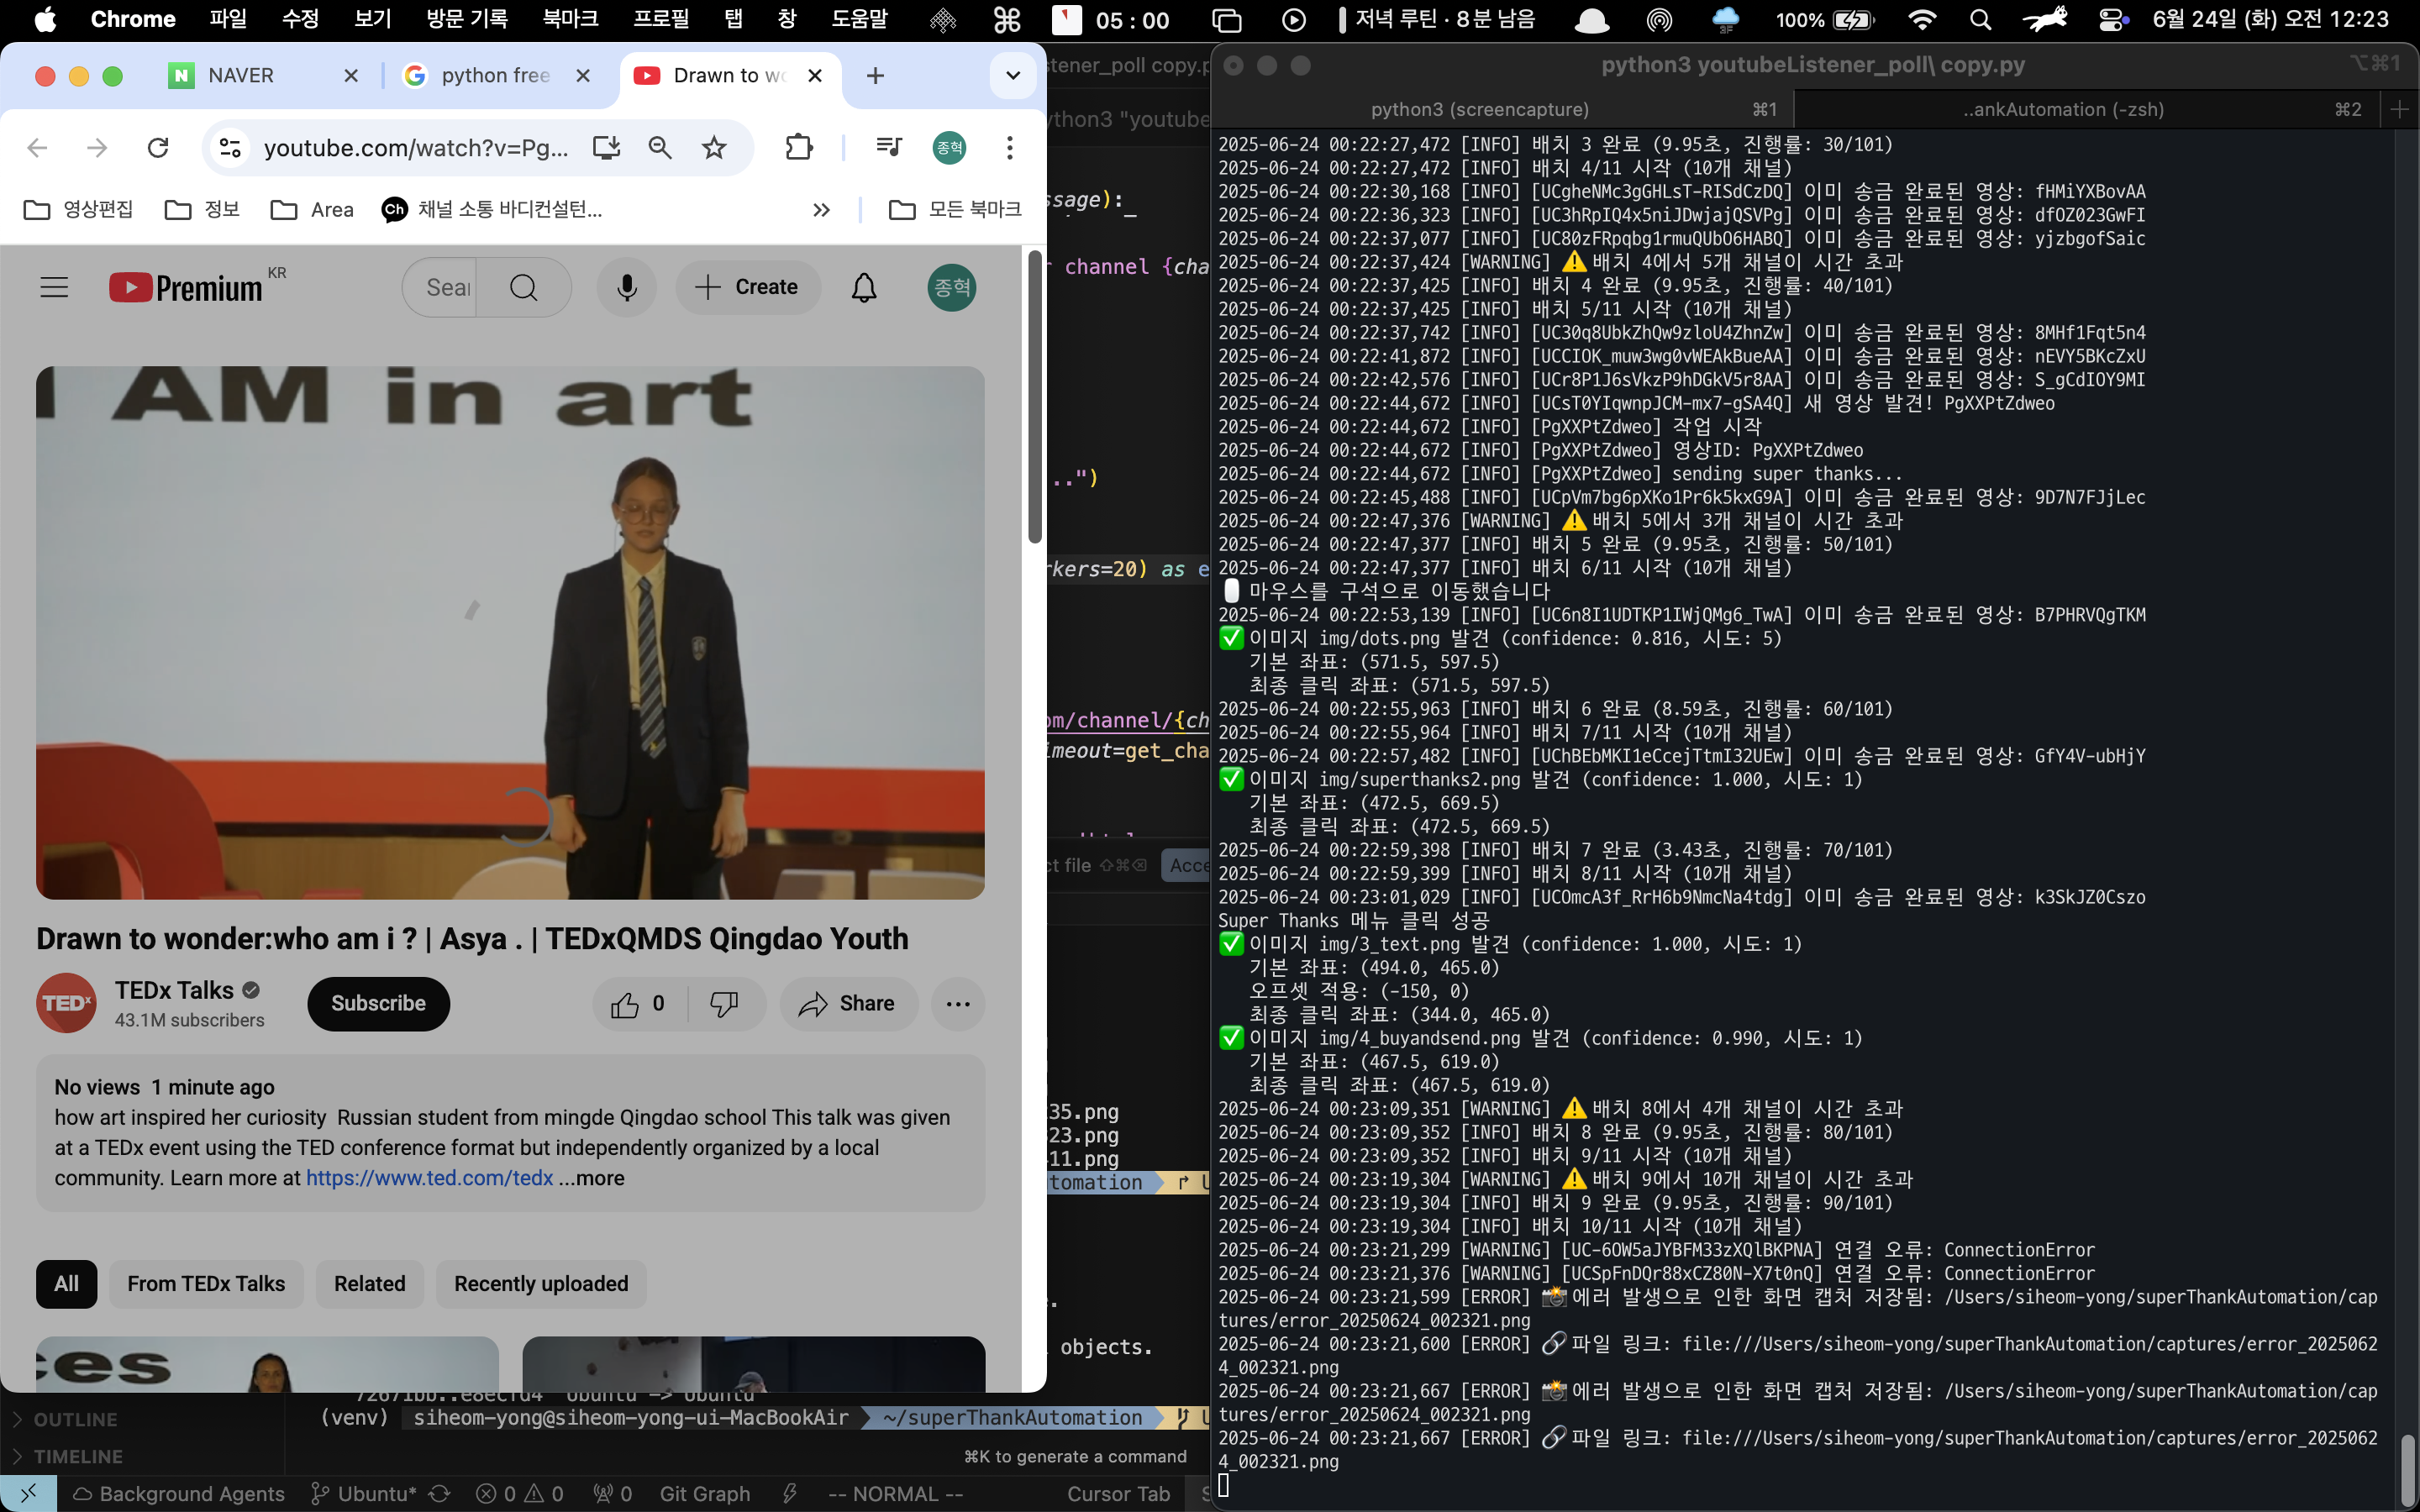 Chrome 파일 수정 보기 방문 기록 북마크 프로필 탭 창 도움말 05 : 00 저녁 루틴 · 8분 남음 3F 100% 6월 24일 (화) 오전 12:23
NAVER
python free
Drawn to wo
youtube.com/watch?v=Pg...
종혁
영상편집 정보 Area Ch 채널 소통 바디컨설턴... 모든 북마크
Premium KR
Sear
Create
종혁
AM in art
Drawn to wonder:who am i ? | Asya . | TEDxQMDS Qingdao Youth
TEDx
TEDx Talks
43.1M subscribers
Subscribe
0
Share
No views 1 minute ago
how art inspired her curiosity Russian student from mingde Qingdao school This talk was given
at a TEDx event using the TED conference format but independently organized by a local
community. Learn more at https://www.ted.com/tedx ...more
All From TEDx Talks Related Recently uploaded
ces
stener_poll copy.p
ython3 "youtube
ssage):
r channel {cha
..")
rkers=20) as e
om/channel/{ch
imeout=get_cha
ct file ⇧⌘⌫ Acce
35.png
23.png
11.png
tomation
objects.
(venv) siheom-yong@siheom-yong-ui-MacBookAir ~/superThankAutomation
⌘K to generate a command
OUTLINE
TIMELINE
Background Agents Ubuntu* 0 0 0 Git Graph -- NORMAL -- Cursor Tab
python3 youtubeListener_poll\ copy.py ⌥⌘1
python3 (screencapture) ⌘1 ..ankAutomation (-zsh) ⌘2
2025-06-24 00:22:27,472 [INFO] 배치 3 완료 (9.95초, 진행률: 30/101)
2025-06-24 00:22:27,472 [INFO] 배치 4/11 시작 (10개 채널)
2025-06-24 00:22:30,168 [INFO] [UCgheNMc3gGHLsT-RISdCzDQ] 이미 송금 완료된 영상: fHMiYXBovAA
2025-06-24 00:22:36,323 [INFO] [UC3hRpIQ4x5niJDwjajQSVPg] 이미 송금 완료된 영상: dfOZ023GwFI
2025-06-24 00:22:37,077 [INFO] [UC80zFRpqbg1rmuQUbO6HABQ] 이미 송금 완료된 영상: yjzbgofSaic
2025-06-24 00:22:37,424 [WARNING] ⚠️ 배치 4에서 5개 채널이 시간 초과
2025-06-24 00:22:37,425 [INFO] 배치 4 완료 (9.95초, 진행률: 40/101)
2025-06-24 00:22:37,425 [INFO] 배치 5/11 시작 (10개 채널)
2025-06-24 00:22:37,742 [INFO] [UC30q8UbkZhQw9zloU4ZhnZw] 이미 송금 완료된 영상: 8MHf1Fqt5n4
2025-06-24 00:22:41,872 [INFO] [UCCIOK_muw3wg0vWEAkBueAA] 이미 송금 완료된 영상: nEVY5BKcZxU
2025-06-24 00:22:42,576 [INFO] [UCr8P1J6sVkzP9hDGkV5r8AA] 이미 송금 완료된 영상: S_gCdIOY9MI
2025-06-24 00:22:44,672 [INFO] [UCsT0YIqwnpJCM-mx7-gSA4Q] 새 영상 발견! PgXXPtZdweo
2025-06-24 00:22:44,672 [INFO] [PgXXPtZdweo] 작업 시작
2025-06-24 00:22:44,672 [INFO] [PgXXPtZdweo] 영상ID: PgXXPtZdweo
2025-06-24 00:22:44,672 [INFO] [PgXXPtZdweo] sending super thanks...
2025-06-24 00:22:45,488 [INFO] [UCpVm7bg6pXKo1Pr6k5kxG9A] 이미 송금 완료된 영상: 9D7N7FJjLec
2025-06-24 00:22:47,376 [WARNING] ⚠️ 배치 5에서 3개 채널이 시간 초과
2025-06-24 00:22:47,377 [INFO] 배치 5 완료 (9.95초, 진행률: 50/101)
2025-06-24 00:22:47,377 [INFO] 배치 6/11 시작 (10개 채널)
🖱️ 마우스를 구석으로 이동했습니다
2025-06-24 00:22:53,139 [INFO] [UC6n8I1UDTKP1IWjQMg6_TwA] 이미 송금 완료된 영상: B7PHRVQgTKM
✅ 이미지 img/dots.png 발견 (confidence: 0.816, 시도: 5)
기본 좌표: (571.5, 597.5)
최종 클릭 좌표: (571.5, 597.5)
2025-06-24 00:22:55,963 [INFO] 배치 6 완료 (8.59초, 진행률: 60/101)
2025-06-24 00:22:55,964 [INFO] 배치 7/11 시작 (10개 채널)
2025-06-24 00:22:57,482 [INFO] [UChBEbMKI1eCcejTtmI32UEw] 이미 송금 완료된 영상: GfY4V-ubHjY
✅ 이미지 img/superthanks2.png 발견 (confidence: 1.000, 시도: 1)
기본 좌표: (472.5, 669.5)
최종 클릭 좌표: (472.5, 669.5)
2025-06-24 00:22:59,398 [INFO] 배치 7 완료 (3.43초, 진행률: 70/101)
2025-06-24 00:22:59,399 [INFO] 배치 8/11 시작 (10개 채널)
2025-06-24 00:23:01,029 [INFO] [UCOmcA3f_RrH6b9NmcNa4tdg] 이미 송금 완료된 영상: k3SkJZ0Cszo
Super Thanks 메뉴 클릭 성공
✅ 이미지 img/3_text.png 발견 (confidence: 1.000, 시도: 1)
기본 좌표: (494.0, 465.0)
오프셋 적용: (-150, 0)
최종 클릭 좌표: (344.0, 465.0)
✅ 이미지 img/4_buyandsend.png 발견 (confidence: 0.990, 시도: 1)
기본 좌표: (467.5, 619.0)
최종 클릭 좌표: (467.5, 619.0)
2025-06-24 00:23:09,351 [WARNING] ⚠️ 배치 8에서 4개 채널이 시간 초과
2025-06-24 00:23:09,352 [INFO] 배치 8 완료 (9.95초, 진행률: 80/101)
2025-06-24 00:23:09,352 [INFO] 배치 9/11 시작 (10개 채널)
2025-06-24 00:23:19,304 [WARNING] ⚠️ 배치 9에서 10개 채널이 시간 초과
2025-06-24 00:23:19,304 [INFO] 배치 9 완료 (9.95초, 진행률: 90/101)
2025-06-24 00:23:19,304 [INFO] 배치 10/11 시작 (10개 채널)
2025-06-24 00:23:21,299 [WARNING] [UC-6OW5aJYBFM33zXQlBKPNA] 연결 오류: ConnectionError
2025-06-24 00:23:21,376 [WARNING] [UCSpFnDQr88xCZ80N-X7t0nQ] 연결 오류: ConnectionError
2025-06-24 00:23:21,599 [ERROR] 📸 에러 발생으로 인한 화면 캡처 저장됨: /Users/siheom-yong/superThankAutomation/cap
tures/error_20250624_002321.png
2025-06-24 00:23:21,600 [ERROR] 🔗 파일 링크: file:///Users/siheom-yong/superThankAutomation/captures/error_2025062
4_002321.png
2025-06-24 00:23:21,667 [ERROR] 📸 에러 발생으로 인한 화면 캡처 저장됨: /Users/siheom-yong/superThankAutomation/cap
tures/error_20250624_002321.png
2025-06-24 00:23:21,667 [ERROR] 🔗 파일 링크: file:///Users/siheom-yong/superThankAutomation/captures/error_2025062
4_002321.png